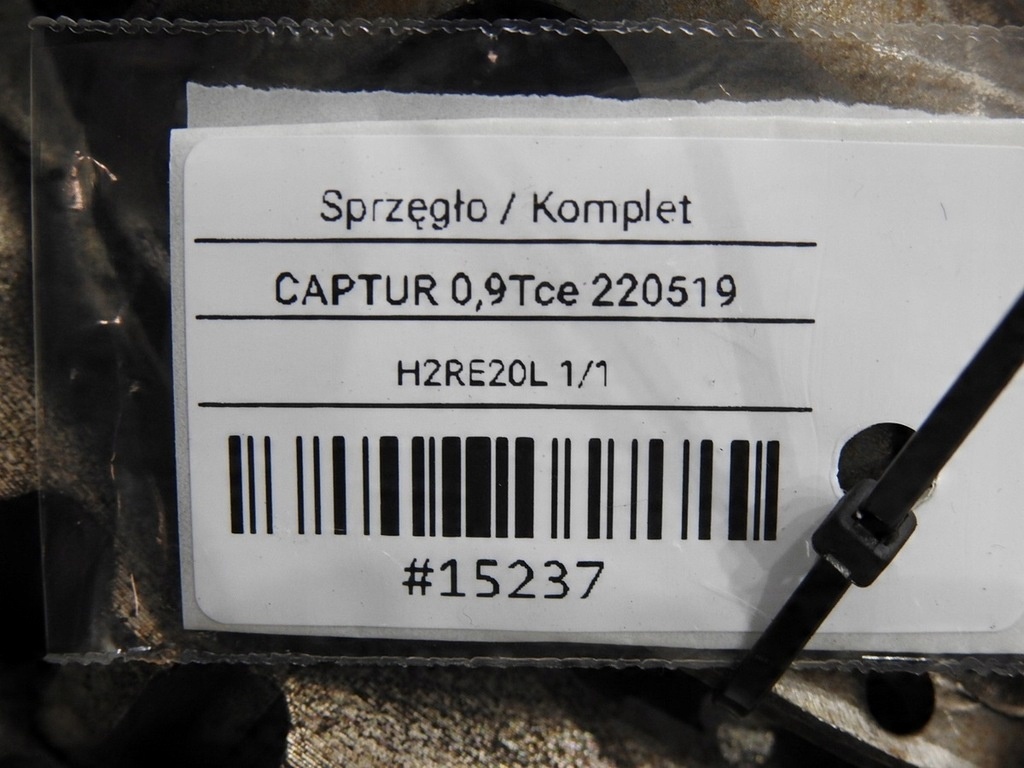 Sprzęgło / Komplet
CAPTUR 0,9Tce 220519
H2RE20L 1/1
#15237